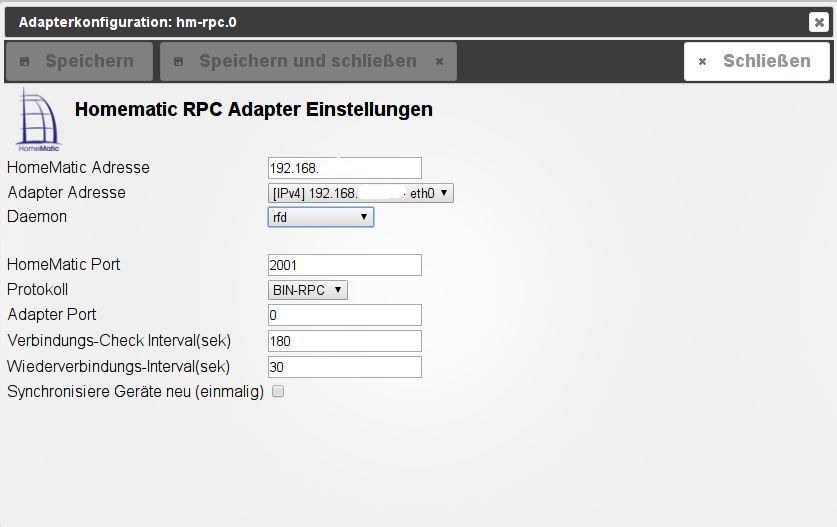 Adapterkonfiguration: hm-rpc.0
Speichern Speichern und schließen Schließen
HomeMatic
Homematic RPC Adapter Einstellungen
HomeMatic Adresse 192.168.
Adapter Adresse [IPv4] 192.168. - eth0
Daemon rfd
HomeMatic Port 2001
Protokoll BIN-RPC
Adapter Port 0
Verbindungs-Check Interval(sek) 180
Wiederverbindungs-Interval(sek) 30
Synchronisiere Geräte neu (einmalig)